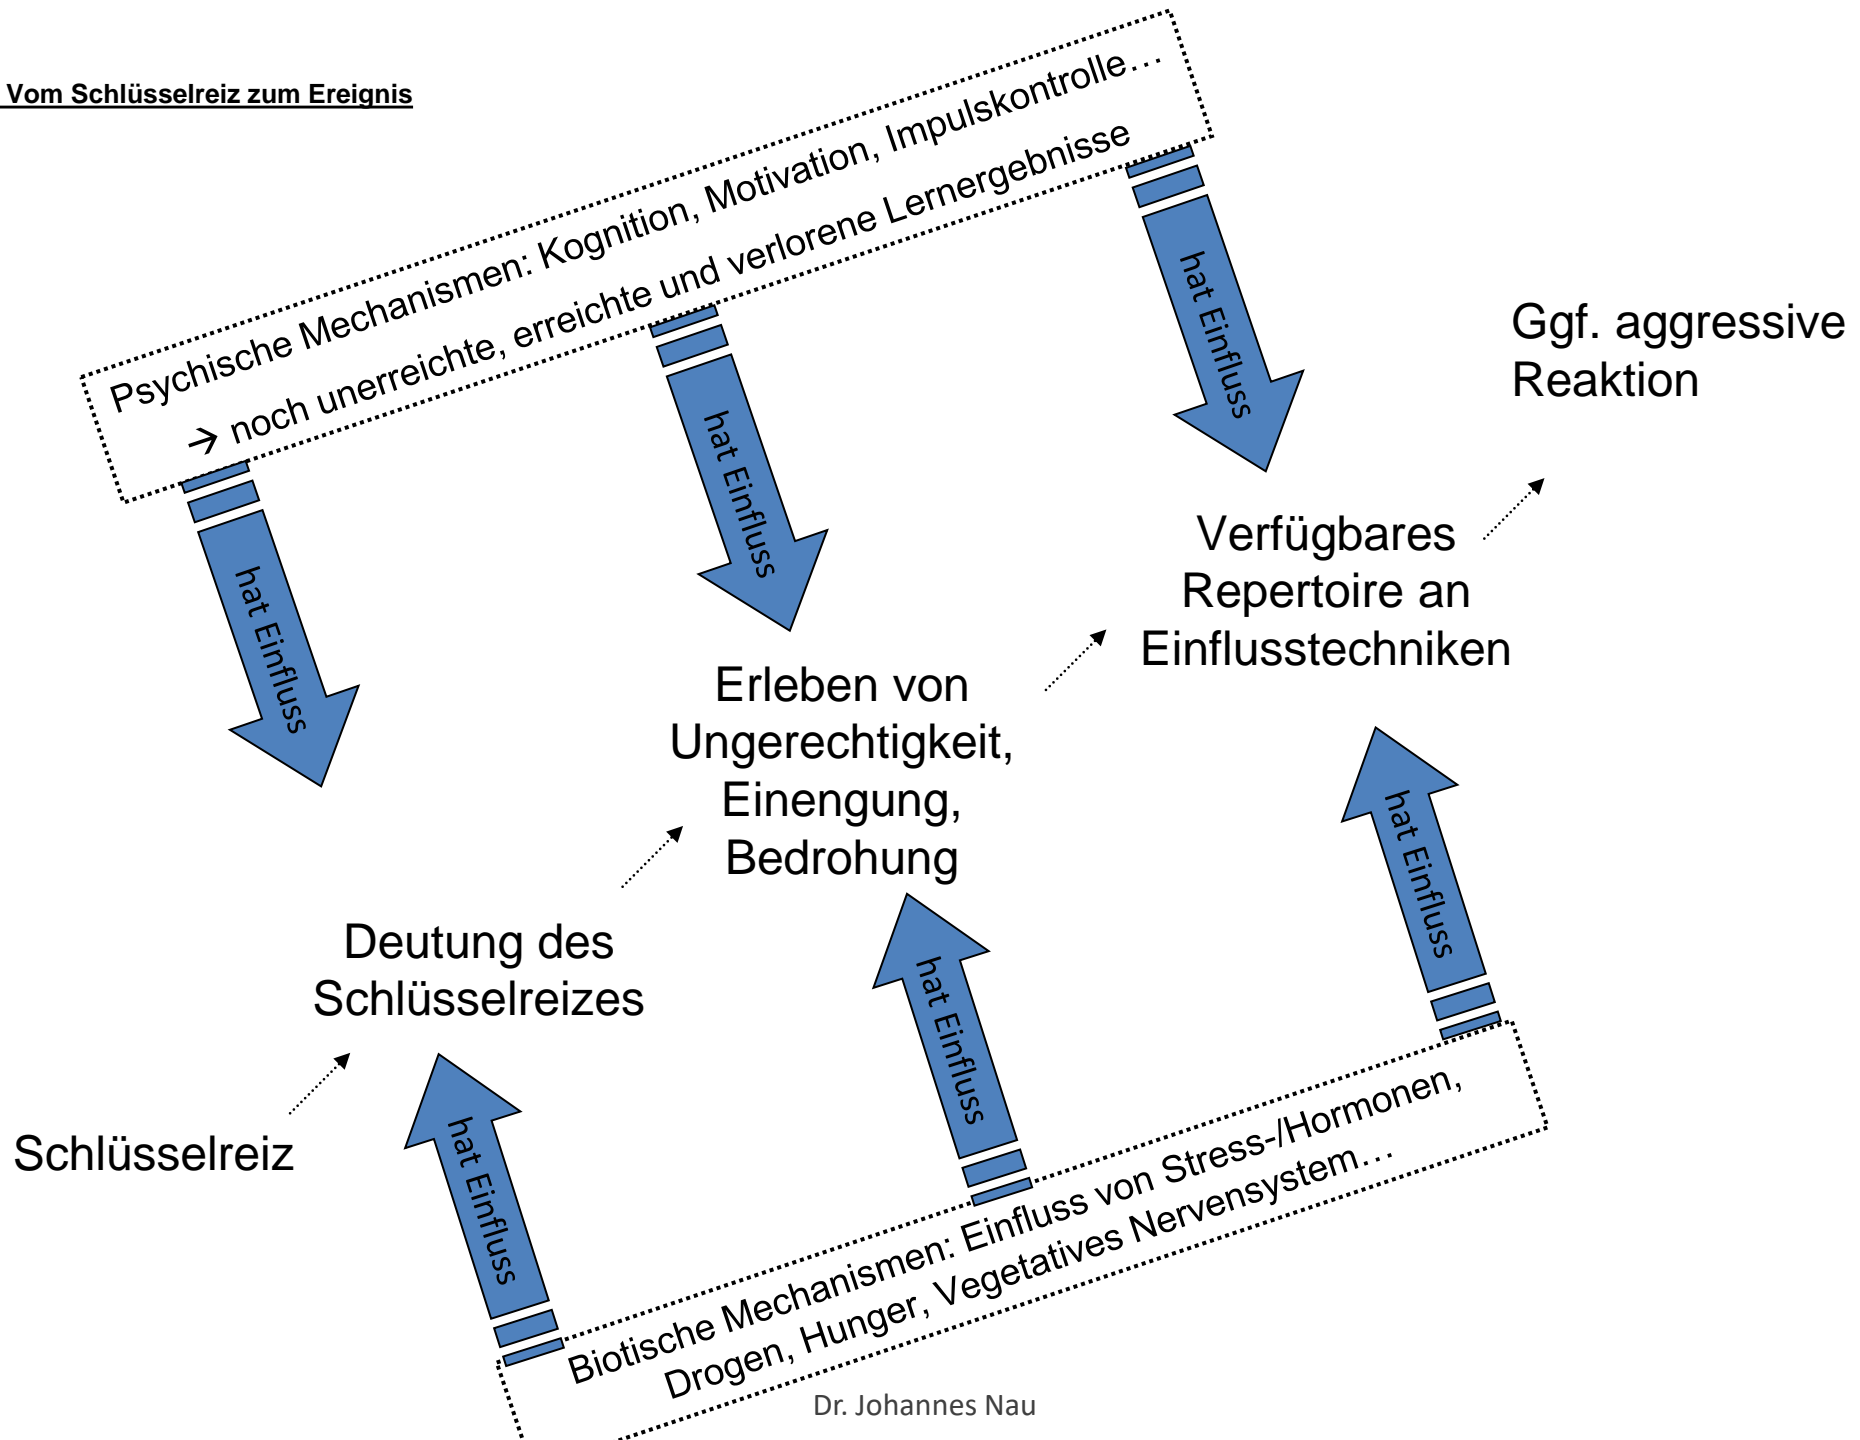 Vom Schlüsselreiz zum Ereignis
Psychische Mechanismen: Kognition, Motivation, Impulskontrolle…
→ noch unerreichte, erreichte und verlorene Lernergebnisse
hat Einfluss
hat Einfluss
hat Einfluss
Ggf. aggressive
Reaktion
Verfügbares
Repertoire an
Einflusstechniken
Erleben von
Ungerechtigkeit,
Einengung,
Bedrohung
Deutung des
Schlüsselreizes
Schlüsselreiz
hat Einfluss
hat Einfluss
hat Einfluss
Biotische Mechanismen: Einfluss von Stress-/Hormonen,
Drogen, Hunger, Vegetatives Nervensystem…
Dr. Johannes Nau